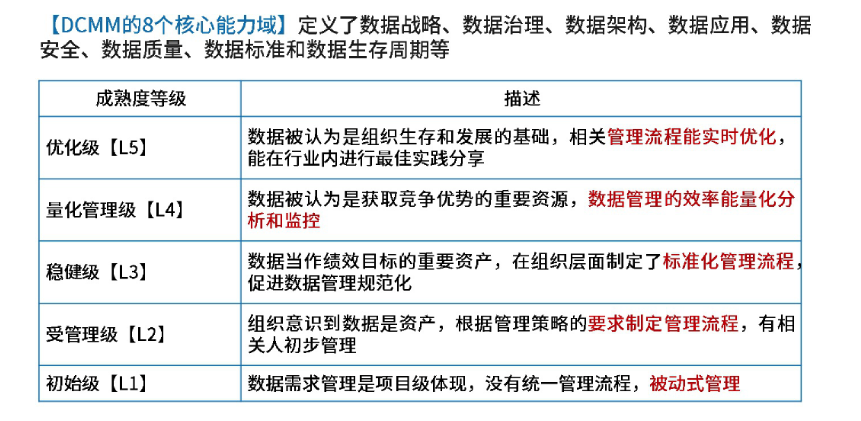 【DCMM的8个核心能力域】定义了数据战略、数据治理、数据架构、数据应用、数据
安全、数据质量、数据标准和数据生存周期等
成熟度等级 描述
优化级【L5】
数据被认为是组织生存和发展的基础，相关管理流程能实时优化，
能在行业内进行最佳实践分享
量化管理级【L4】
数据被认为是获取竞争优势的重要资源，数据管理的效率能量化分
析和监控
稳健级【L3】
数据当作绩效目标的重要资产，在组织层面制定了标准化管理流程，
促进数据管理规范化
受管理级【L2】
组织意识到数据是资产，根据管理策略的要求制定管理流程，有相
关人初步管理
初始级【L1】
数据需求管理是项目级体现，没有统一管理流程，被动式管理